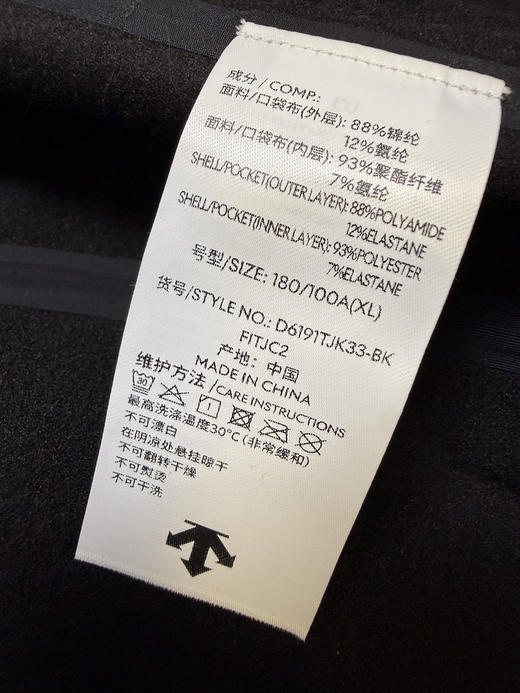 成分 / COMP.:
面料/口袋布(外层): 88%锦纶
12%氨纶
面料/口袋布(内层): 93%聚酯纤维
7%氨纶
SHELL/POCKET(OUTER LAYER): 88%POLYAMIDE
12%ELASTANE
SHELL/POCKET(INNER LAYER): 93%POLYESTER
7%ELASTANE
号型/SIZE: 180/100A(XL)
货号/STYLE NO.: D6191TJK33-BK
FITJC2
产地: 中国
MADE IN CHINA
维护方法 /CARE INSTRUCTIONS
30
最高洗涤温度30℃(非常缓和)
不可漂白
在阴凉处悬挂晾干
不可翻转干燥
不可熨烫
不可干洗